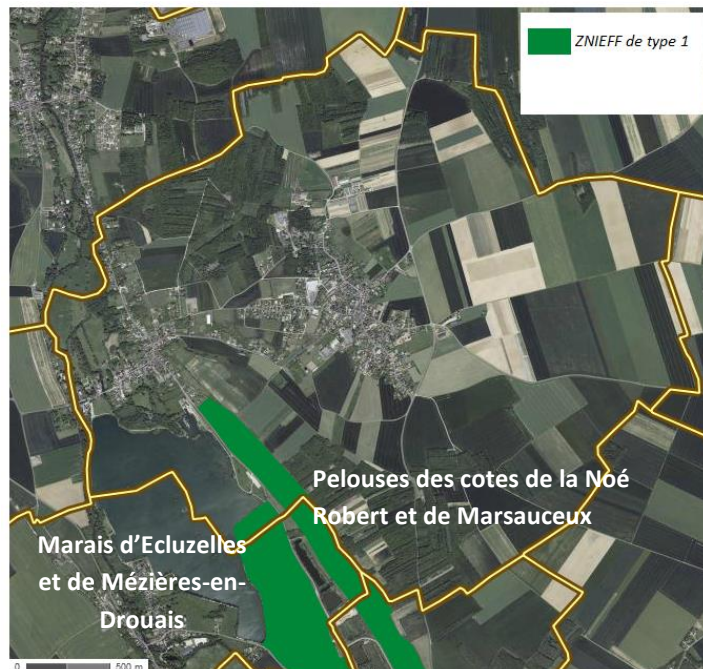 ZNIEFF de type 1
Pelouses des cotes de la Noé
Robert et de Marsauceux
Marais d'Ecluzelles
et de Mézières-en-
Drouais
0 500 m